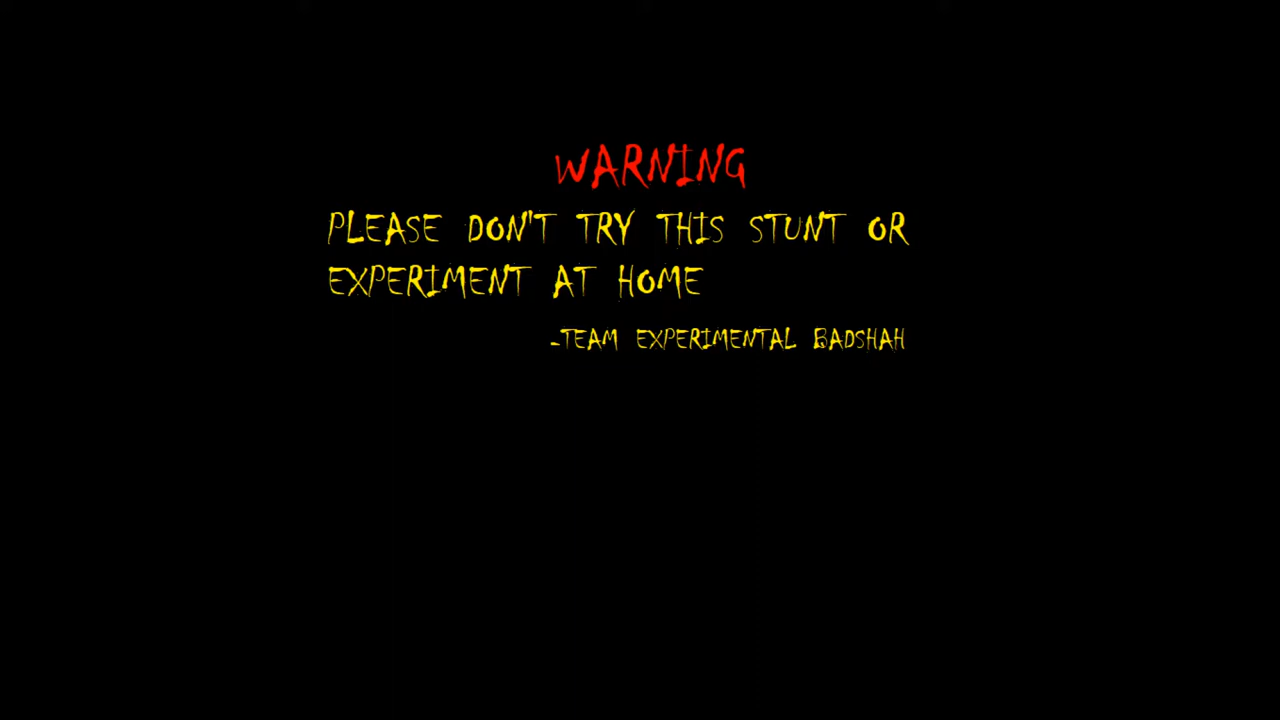 WARNING
PLEASE DON'T TRY THIS STUNT OR
EXPERIMENT AT HOME
-TEAM EXPERIMENTAL BADSHAH